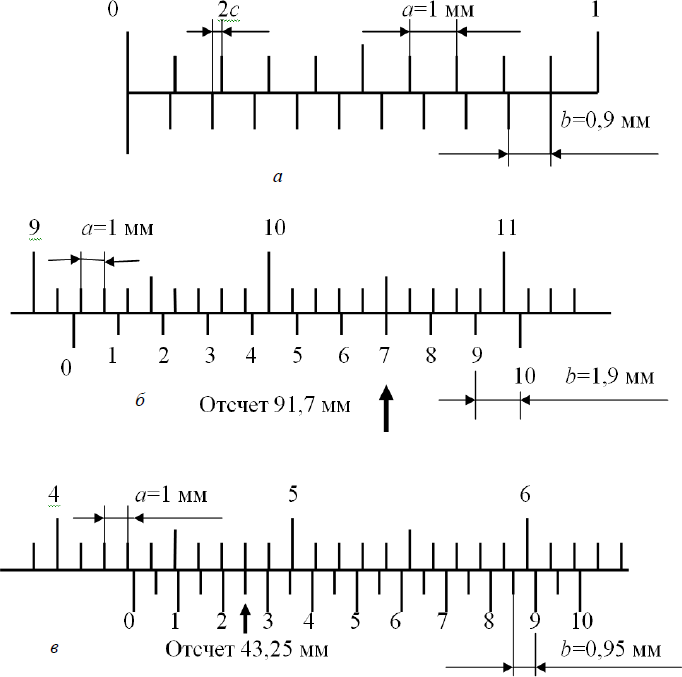 0 2c a=1 мм 1
b=0,9 мм
а
9 a=1 мм 10 11
0 1 2 3 4 5 6 7 8 9 10
b=1,9 мм
б
Отсчет 91,7 мм
4 a=1 мм 5 6
0 1 2 3 4 5 6 7 8 9 10
в
Отсчет 43,25 мм
b=0,95 мм